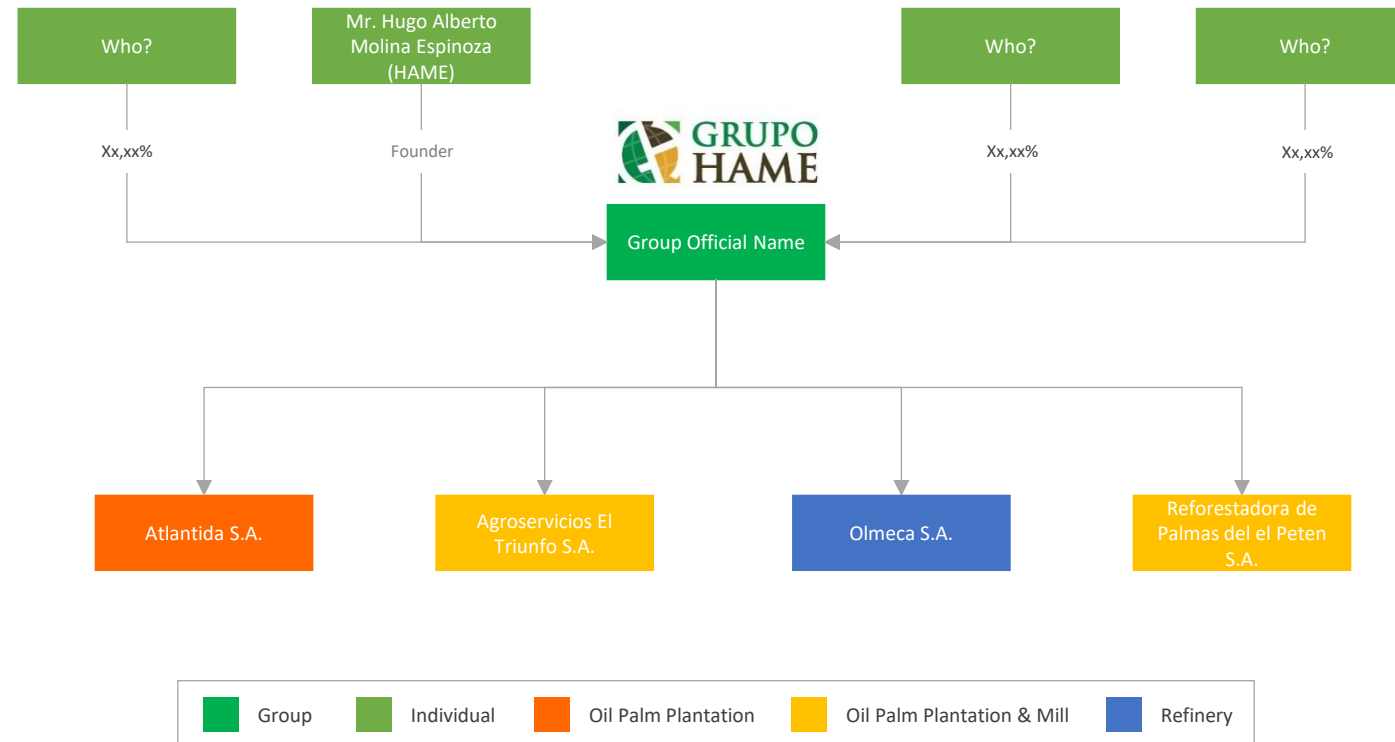 Who?
Mr. Hugo Alberto
Molina Espinoza
(HAME)
Who?
Who?
Xx,xx%
Founder
Xx,xx%
Xx,xx%
GRUPO
HAME
Group Official Name
Atlantida S.A.
Agroservicios El
Triunfo S.A.
Olmeca S.A.
Reforestadora de
Palmas del el Peten
S.A.
Group
Individual
Oil Palm Plantation
Oil Palm Plantation & Mill
Refinery